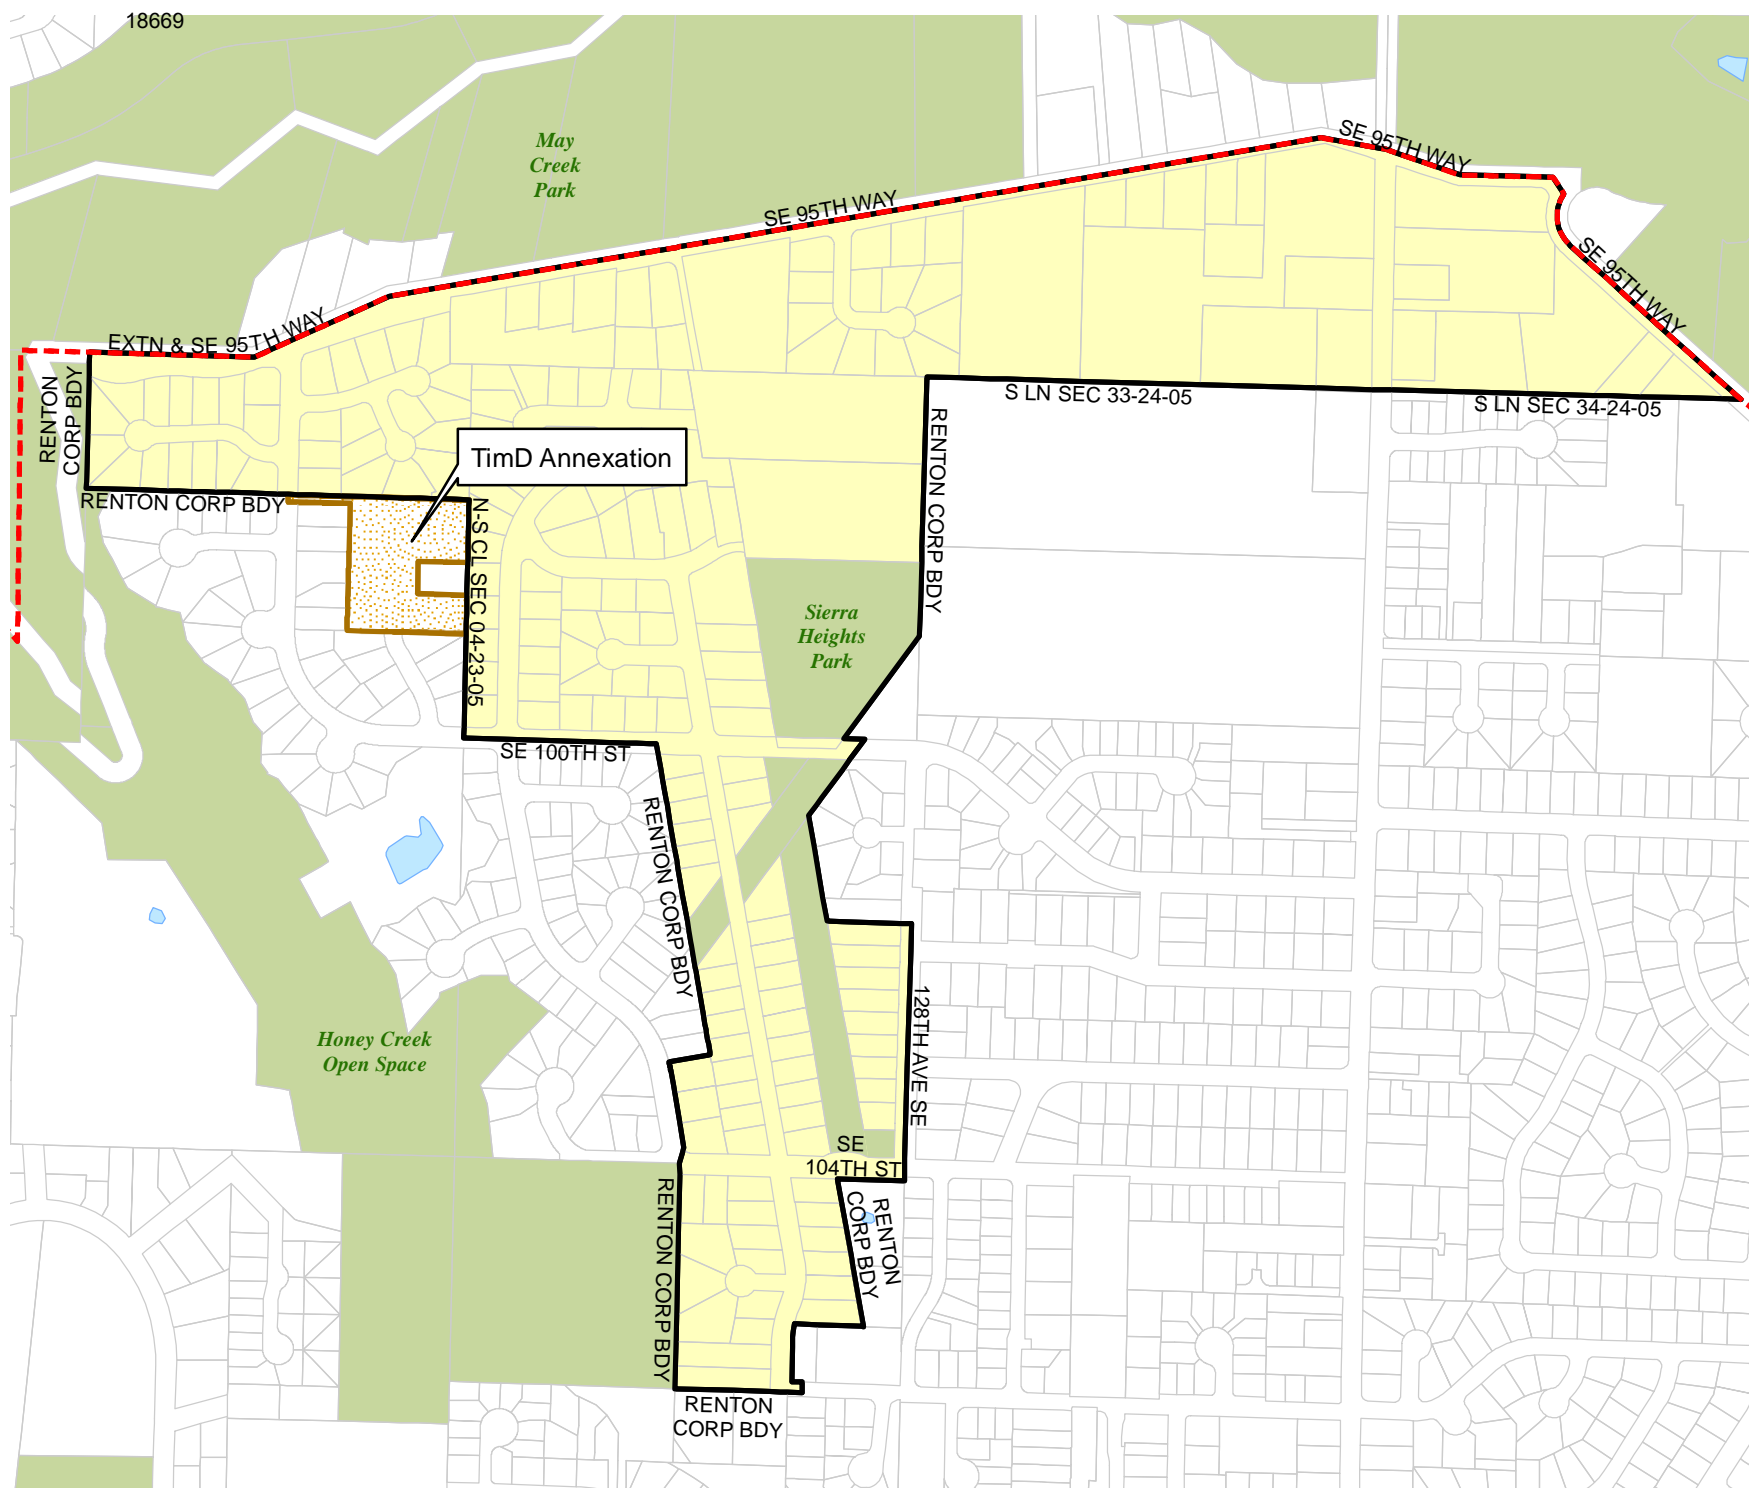 18669
May
Creek
Park
SE 95TH WAY
SE 95TH WAY
SE 95TH WAY
EXTN & SE 95TH WAY
RENTON
CORP BDY
S LN SEC 33-24-05
S LN SEC 34-24-05
RENTON CORP BDY
TimD Annexation
RENTON CORP BDY
N-S CL SEC 04-23-05
Sierra
Heights
Park
SE 100TH ST
RENTON CORP BDY
128TH AVE SE
Honey Creek
Open Space
SE
104TH ST
RENTON CORP BDY
RENTON
CORP BDY
RENTON
CORP BDY